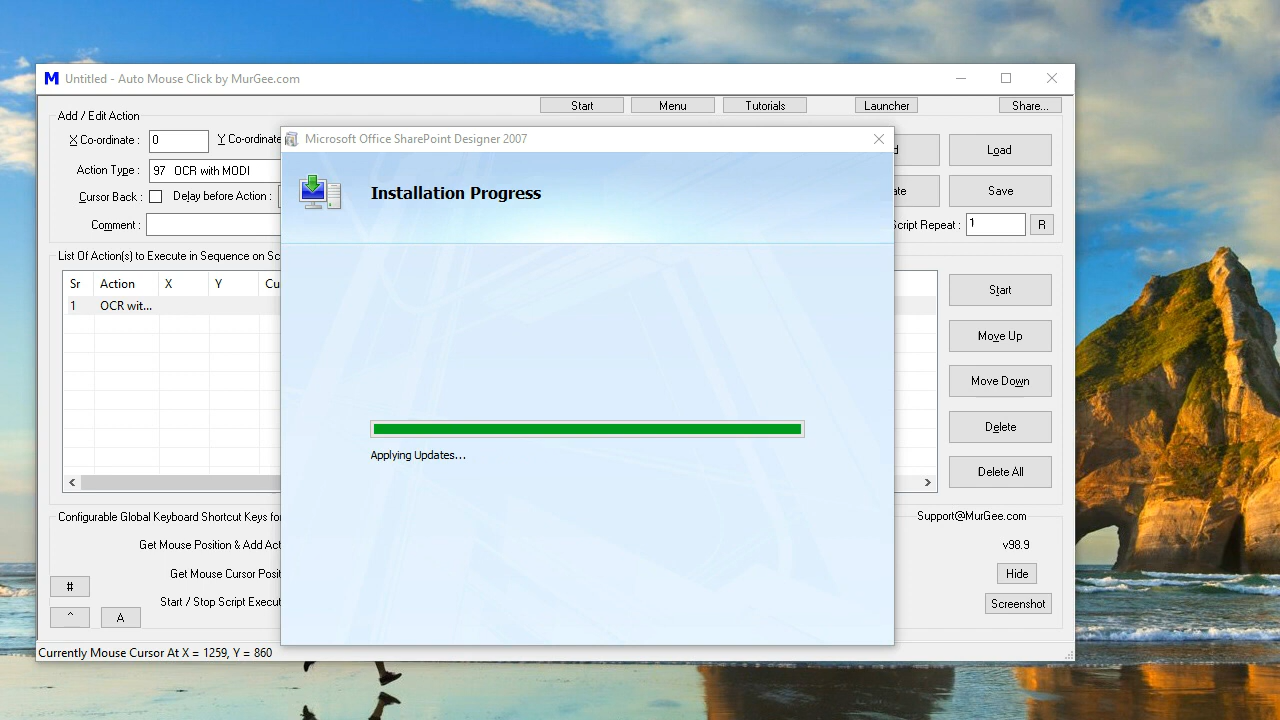 M Untitled - Auto Mouse Click by MurGee.com
Start Menu Tutorials Launcher Share...
Add / Edit Action
X Co-ordinate : 0 Y Co-ordinate
Microsoft Office SharePoint Designer 2007
Load
Action Type : 97 OCR with MODI
Installation Progress
Save
Cursor Back : Delay before Action :
Comment :
Script Repeat : 1 R
List Of Action(s) to Execute in Sequence on Sc
Sr Action X Y Cu
Start
1 OCR wit...
Move Up
Move Down
Delete
Applying Updates...
Delete All
Configurable Global Keyboard Shortcut Keys for
Support@MurGee.com
Get Mouse Position & Add Act
v98.9
Get Mouse Cursor Posit
Hide
#
Start / Stop Script Execut
Screenshot
^ A
Currently Mouse Cursor At X = 1259, Y = 860